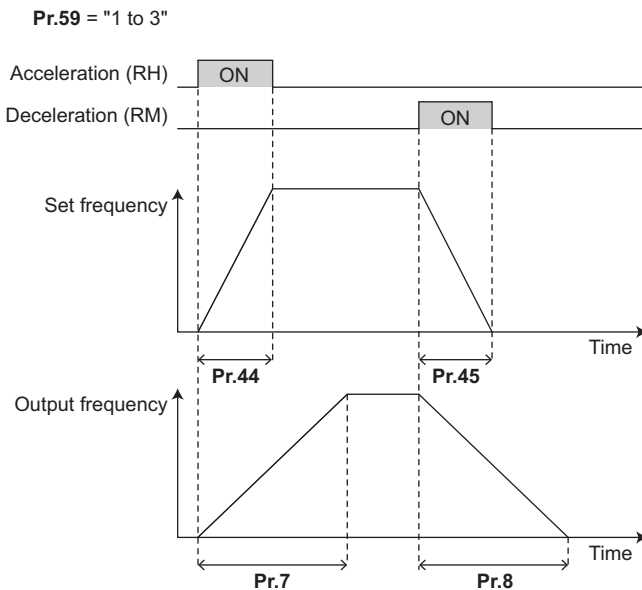 Pr.59 = "1 to 3"
Acceleration (RH)
ON
Deceleration (RM)
ON
Set frequency
Time
Pr.44
Pr.45
Output frequency
Time
Pr.7
Pr.8